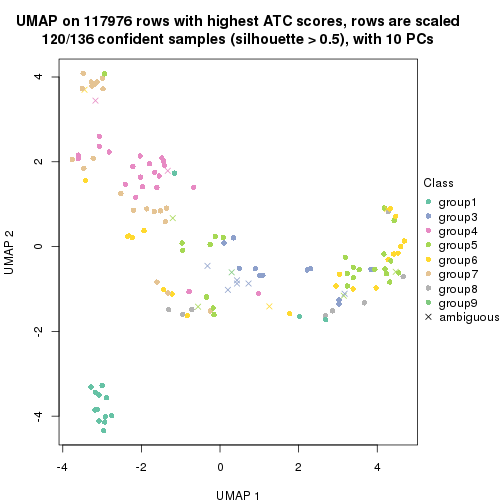 UMAP on 117976 rows with highest ATC scores, rows are scaled
120/136 confident samples (silhouette > 0.5), with 10 PCs
4
2
0
-2
-4
UMAP 2
-4
-2
0
2
4
UMAP 1
Class
group1
group3
group4
group5
group6
group7
group8
group9
ambiguous